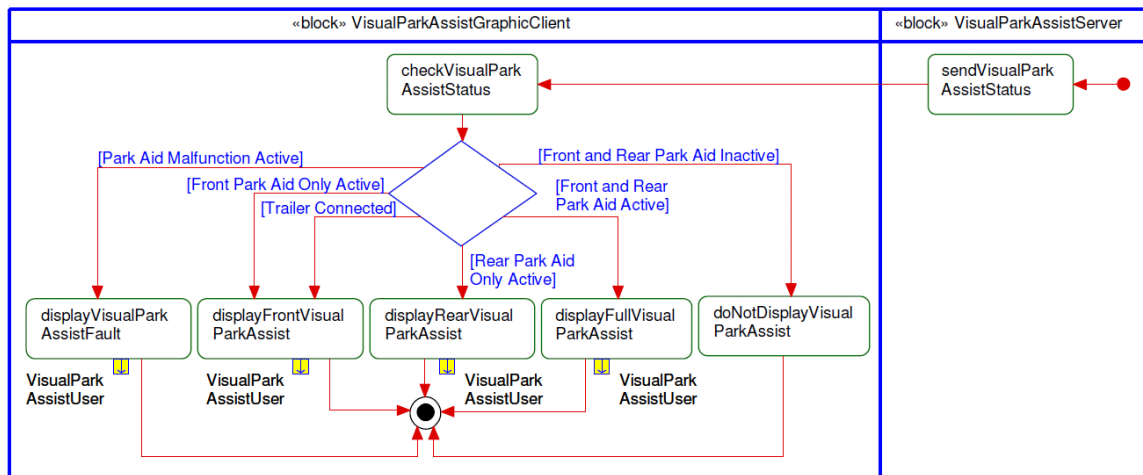 «block» VisualParkAssistGraphicClient
«block» VisualParkAssistServer
checkVisualPark
AssistStatus
sendVisualPark
AssistStatus
[Park Aid Malfunction Active]
[Front and Rear Park Aid Inactive]
[Front Park Aid Only Active]
[Front and Rear
Park Aid Active]
[Trailer Connected]
[Rear Park Aid
Only Active]
displayVisualPark
AssistFault
displayFrontVisual
ParkAssist
displayRearVisual
ParkAssist
displayFullVisual
ParkAssist
doNotDisplayVisual
ParkAssist
VisualPark
AssistUser
VisualPark
AssistUser
VisualPark
AssistUser
VisualPark
AssistUser